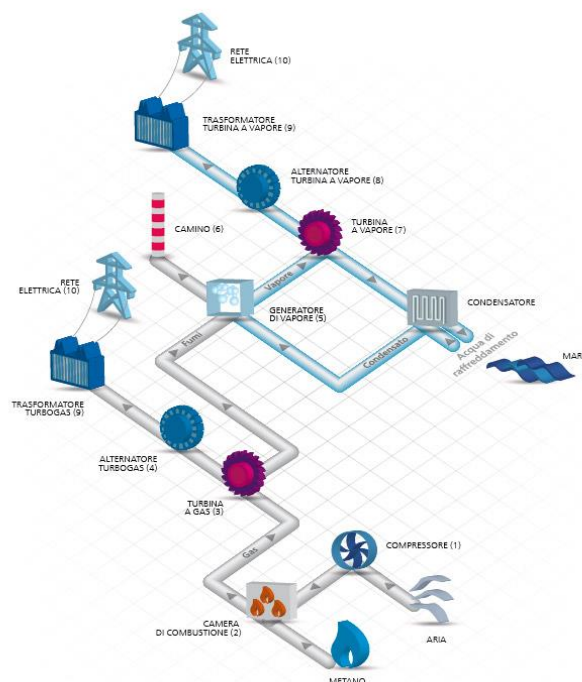 RETE
ELETTRICA (10)
TRASFORMATORE
TURBINA A VAPORE (9)
ALTERNATORE
TURBINA A VAPORE (8)
CAMINO (6)
TURBINA
A VAPORE (7)
Vapore
RETE
ELETTRICA (10)
GENERATORE
DI VAPORE (5)
CONDENSATORE
Fumi
Condensato
Acqua di
raffreddamento
MAR
TRASFORMATORE
TURBOGAS (9)
ALTERNATORE
TURBOGAS (4)
TURBINA
A GAS (3)
Gas
COMPRESSORE (1)
CAMERA
DI COMBUSTIONE (2)
ARIA
METANO